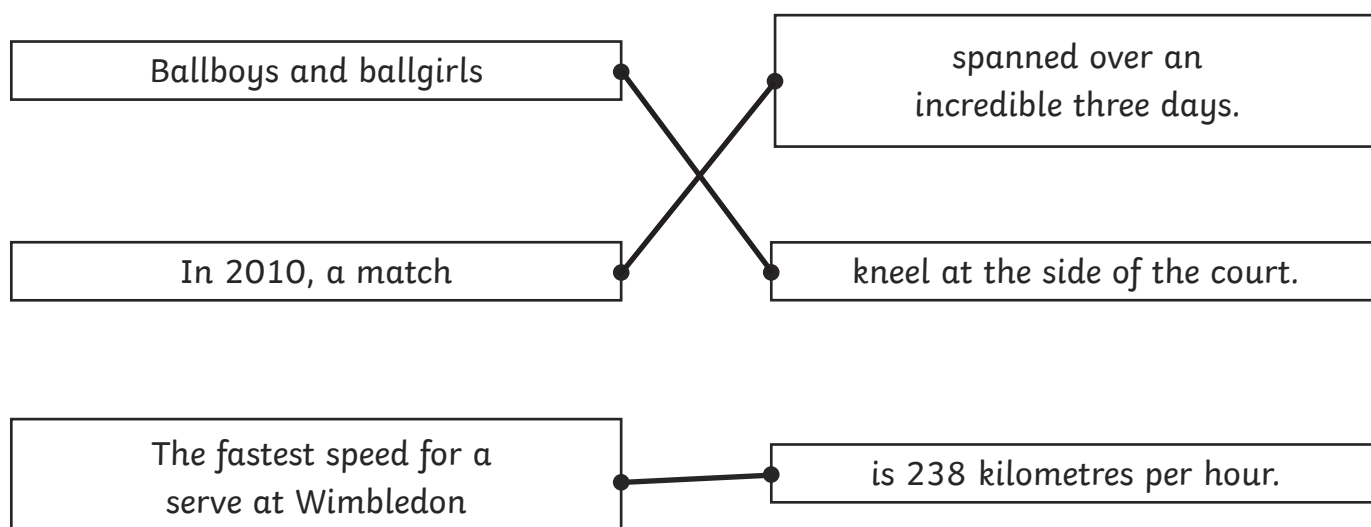 Ballboys and ballgirls
spanned over an
incredible three days.
In 2010, a match
kneel at the side of the court.
The fastest speed for a
serve at Wimbledon
is 238 kilometres per hour.